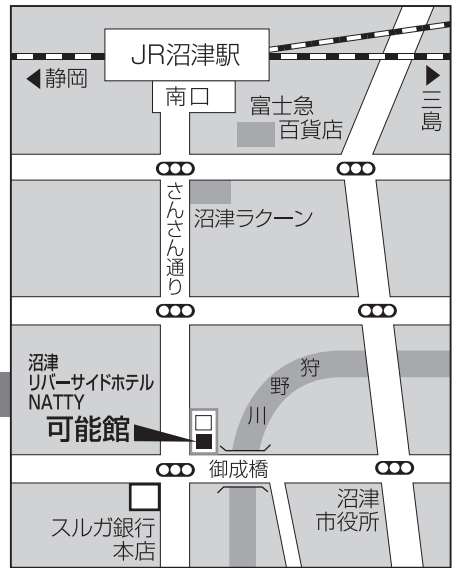 JR沼津駅
静岡
南口
三島
富士急
百貨店
沼津ラクーン
さんさん通り
狩野川
沼津
リバーサイドホテル
NATTY
可能館
御成橋
スルガ銀行
本店
沼津
市役所